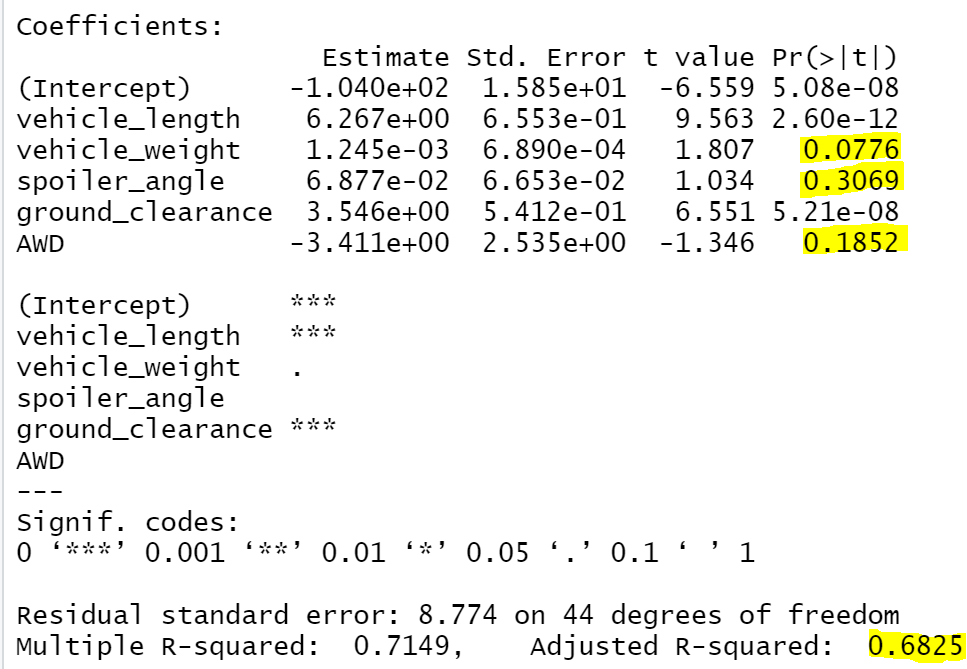 Coefficients:
Estimate Std. Error t value Pr(>|t|)
(Intercept) -1.040e+02 1.585e+01 -6.559 5.08e-08
vehicle_length 6.267e+00 6.553e-01 9.563 2.60e-12
vehicle_weight 1.245e-03 6.890e-04 1.807 0.0776
spoiler_angle 6.877e-02 6.653e-02 1.034 0.3069
ground_clearance 3.546e+00 5.412e-01 6.551 5.21e-08
AWD -3.411e+00 2.535e+00 -1.346 0.1852
(Intercept) ***
vehicle_length ***
vehicle_weight .
spoiler_angle
ground_clearance ***
AWD
---
Signif. codes:
0 ‘***’ 0.001 ‘**’ 0.01 ‘*’ 0.05 ‘.’ 0.1 ‘ ’ 1
Residual standard error: 8.774 on 44 degrees of freedom
Multiple R-squared: 0.7149, Adjusted R-squared: 0.6825